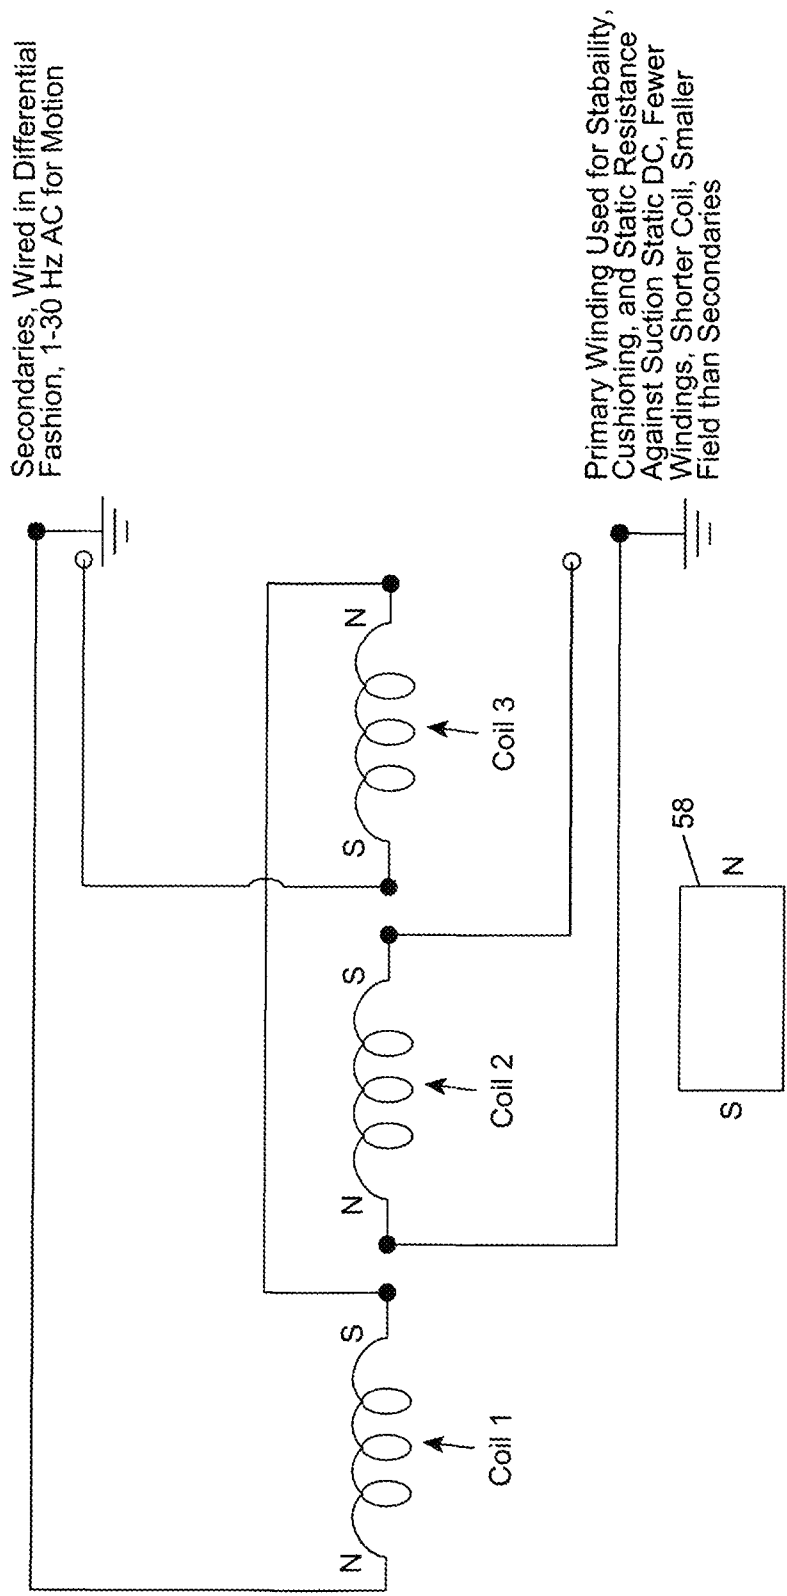 Secondaries, Wired in Differential
Fashion, 1-30 Hz AC for Motion
N
S
N
S
S
N
Coil 1
Coil 2
Coil 3
Primary Winding Used for Stabaility,
Cushioning, and Static Resistance
Against Suction Static DC, Fewer
Windings, Shorter Coil, Smaller
Field than Secondaries
58
S
N